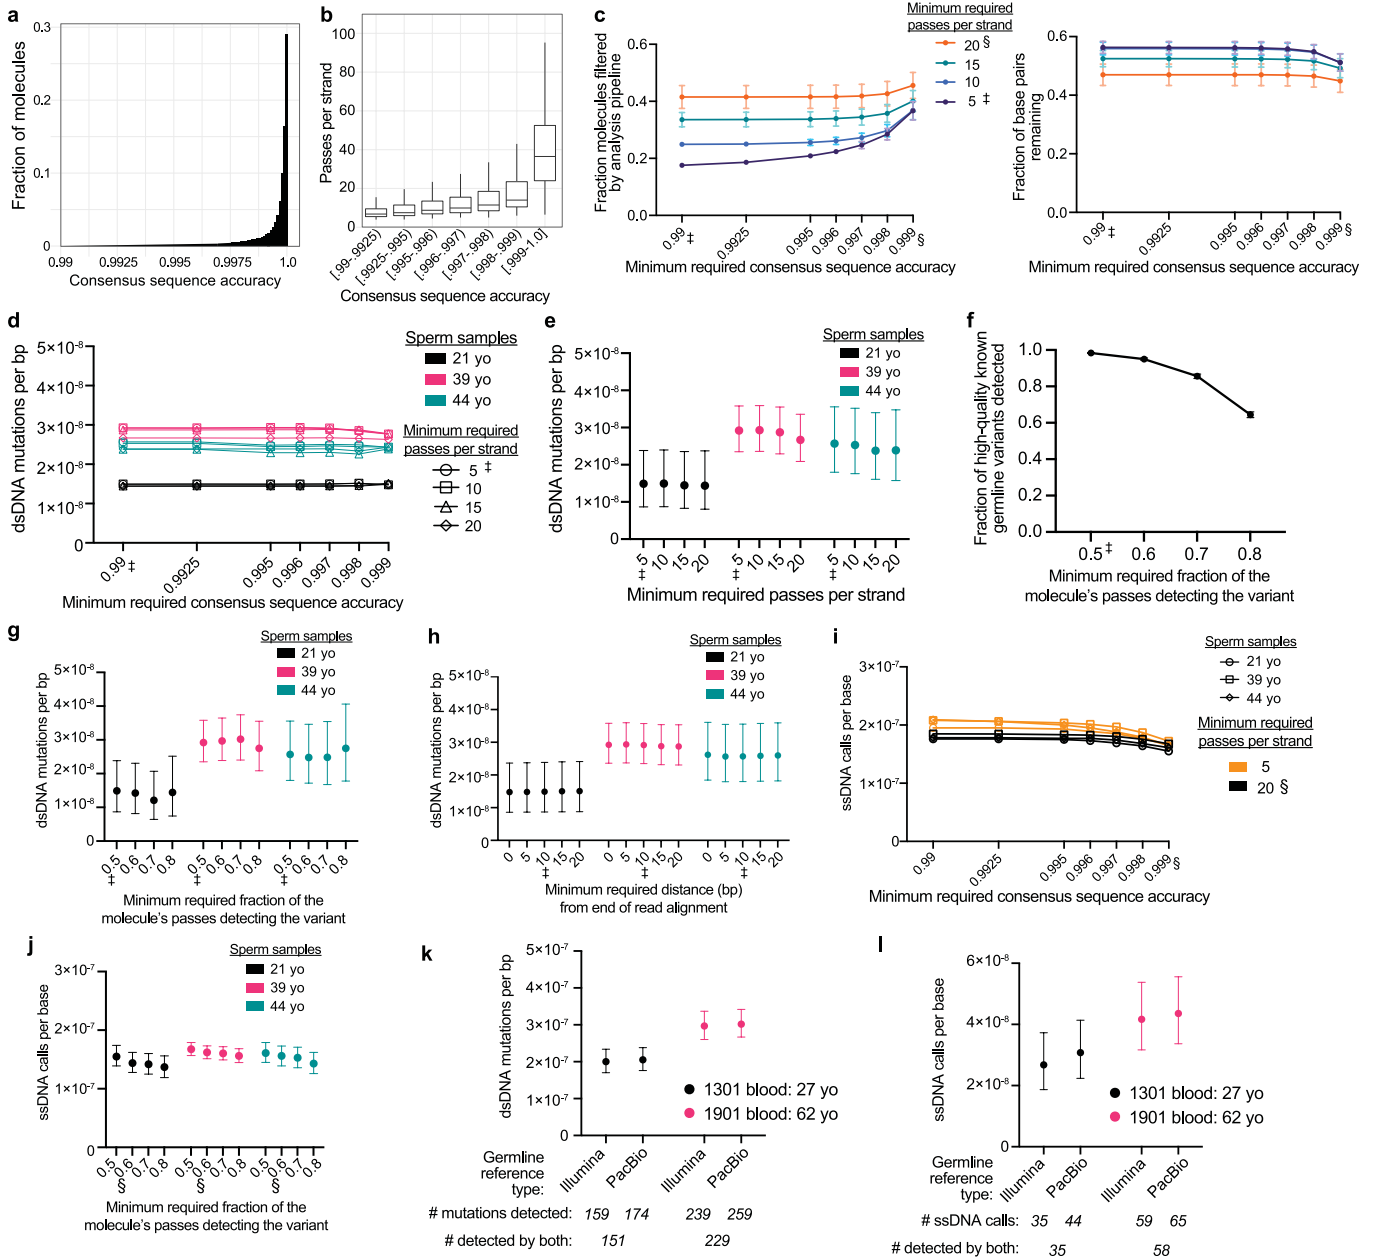 a
0.3
0.2
0.1
0
Fraction of molecules
0.99
0.9925
0.995
0.9975
1.0
Consensus sequence accuracy
b
100
80
60
40
20
0
Passes per strand
[.99-.9925)
[.9925-.995)
[.995-.996)
[.996-.997)
[.997-.998)
[.998-.999)
[.999-1.0]
Consensus sequence accuracy
c
Minimum required
passes per strand
20 §
15
10
5 ‡
0.6
0.4
0.2
0.0
Fraction molecules filtered
by analysis pipeline
0.99 ‡
0.9925
0.995
0.996
0.997
0.998
0.999 §
Minimum required consensus sequence accuracy
0.6
0.4
0.2
0.0
Fraction of base pairs
remaining
0.99 ‡
0.9925
0.995
0.996
0.997
0.998
0.999 §
Minimum required consensus sequence accuracy
d
5×10⁻⁸
4×10⁻⁸
3×10⁻⁸
2×10⁻⁸
1×10⁻⁸
0
dsDNA mutations per bp
0.99 ‡
0.9925
0.995
0.996
0.997
0.998
0.999
Minimum required consensus sequence accuracy
Sperm samples
21 yo
39 yo
44 yo
Minimum required
passes per strand
5 ‡
10
15
20
e
Sperm samples
21 yo
39 yo
44 yo
5×10⁻⁸
4×10⁻⁸
3×10⁻⁸
2×10⁻⁸
1×10⁻⁸
0
dsDNA mutations per bp
‡ 5 10 15 20
‡ 5 10 15 20
‡ 5 10 15 20
Minimum required passes per strand
f
1.0
0.8
0.6
0.4
0.2
0.0
Fraction of high-quality known
germline variants detected
0.5 ‡ 0.6 0.7 0.8
Minimum required fraction of the
molecule's passes detecting the variant
g
Sperm samples
21 yo
39 yo
44 yo
5×10⁻⁸
4×10⁻⁸
3×10⁻⁸
2×10⁻⁸
1×10⁻⁸
0
dsDNA mutations per bp
0.5 0.6 0.7 0.8
‡
0.5 0.6 0.7 0.8
‡
0.5 0.6 0.7 0.8
‡
Minimum required fraction of the
molecule's passes detecting the variant
h
Sperm samples
21 yo
39 yo
44 yo
5×10⁻⁸
4×10⁻⁸
3×10⁻⁸
2×10⁻⁸
1×10⁻⁸
0
dsDNA mutations per bp
0 5 10 15 20
‡
0 5 10 15 20
‡
0 5 10 15 20
‡
Minimum required distance (bp)
from end of read alignment
i
Sperm samples
21 yo
39 yo
44 yo
Minimum required
passes per strand
5
20 §
3×10⁻⁷
2×10⁻⁷
1×10⁻⁷
0
ssDNA calls per base
0.99
0.9925
0.995
0.996
0.997
0.998
0.999 §
Minimum required consensus sequence accuracy
j
Sperm samples
21 yo
39 yo
44 yo
3×10⁻⁷
2×10⁻⁷
1×10⁻⁷
0
ssDNA calls per base
0.5 0.6 0.7 0.8
§
0.5 0.6 0.7 0.8
§
0.5 0.6 0.7 0.8
§
Minimum required fraction of the
molecule's passes detecting the variant
k
5×10⁻⁷
4×10⁻⁷
3×10⁻⁷
2×10⁻⁷
1×10⁻⁷
0
dsDNA mutations per bp
1301 blood: 27 yo
1901 blood: 62 yo
Germline
reference
type:
Illumina PacBio Illumina PacBio
# mutations detected: 159 174 239 259
# detected by both: 151 229
l
6×10⁻⁸
4×10⁻⁸
2×10⁻⁸
0
ssDNA calls per base
1301 blood: 27 yo
1901 blood: 62 yo
Germline
reference
type:
Illumina PacBio Illumina PacBio
# ssDNA calls: 35 44 59 65
# detected by both: 35 58